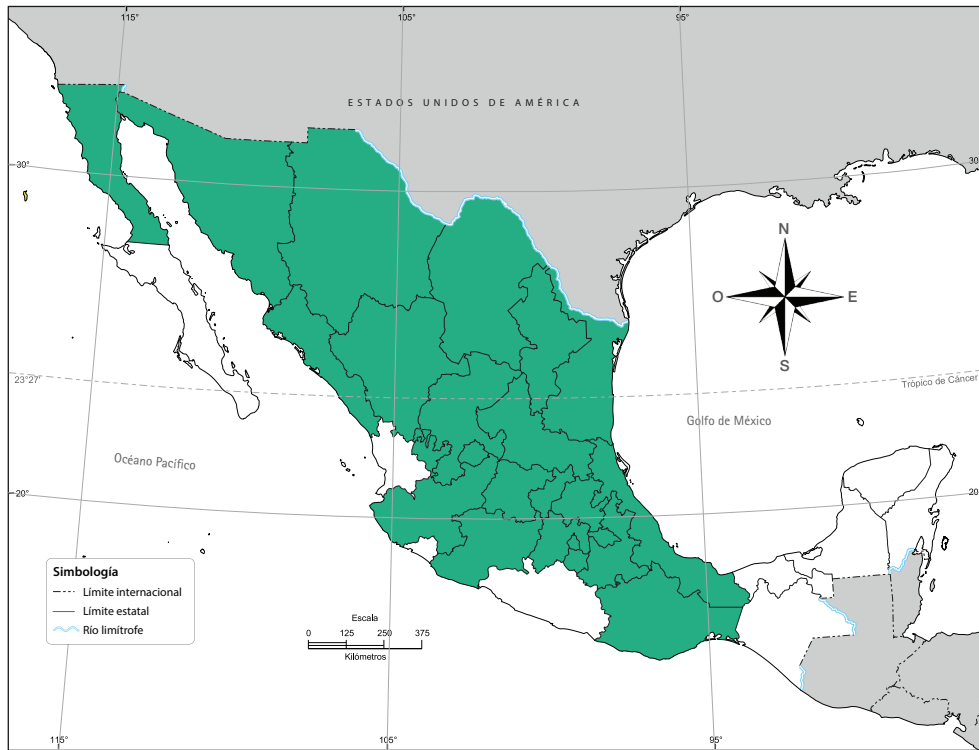 115°
105°
95°
ESTADOS UNIDOS DE AMÉRICA
30°
30
N
O
E
S
23°27'
Trópico de Cáncer
Golfo de México
Océano Pacífico
20°
20
Simbología
Límite internacional
Límite estatal
Río limítrofe
Escala
0 125 250 375
Kilómetros
115°
105°
95°